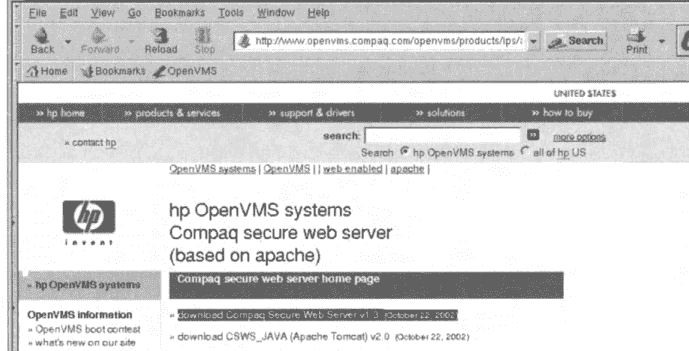 File Edit View Go Bookmarks Tools Window Help
Back Forward Reload Stop http://www.openvms.compaq.com/openvms/products/ips/ Search Print
Home Bookmarks OpenVMS
UNITED STATES
» hp home » products & services » support & drivers » solutions » how to buy
» contact hp
search: more options
Search hp OpenVMS systems all of hp US
OpenVMS systems | OpenVMS | | web enabled | apache |
hp
invent
hp OpenVMS systems
Compaq secure web server
(based on apache)
» hp OpenVMS systems
Compaq secure web server home page
OpenVMS information
» OpenVMS boot contest
» what's new on our site
» download Compaq Secure Web Server v1.3 (October 22, 2002)
» download CSWS_JAVA (Apache Tomcat) v2.0 (October 22, 2002)